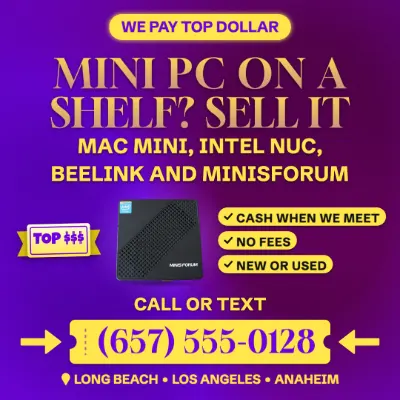 WE PAY TOP DOLLAR
MINI PC ON A
SHELF? SELL IT
MAC MINI, INTEL NUC,
BEELINK AND MINISFORUM
TOP $$$
MINISFORUM
CASH WHEN WE MEET
NO FEES
NEW OR USED
CALL OR TEXT
(657) 555-0128
LONG BEACH • LOS ANGELES • ANAHEIM